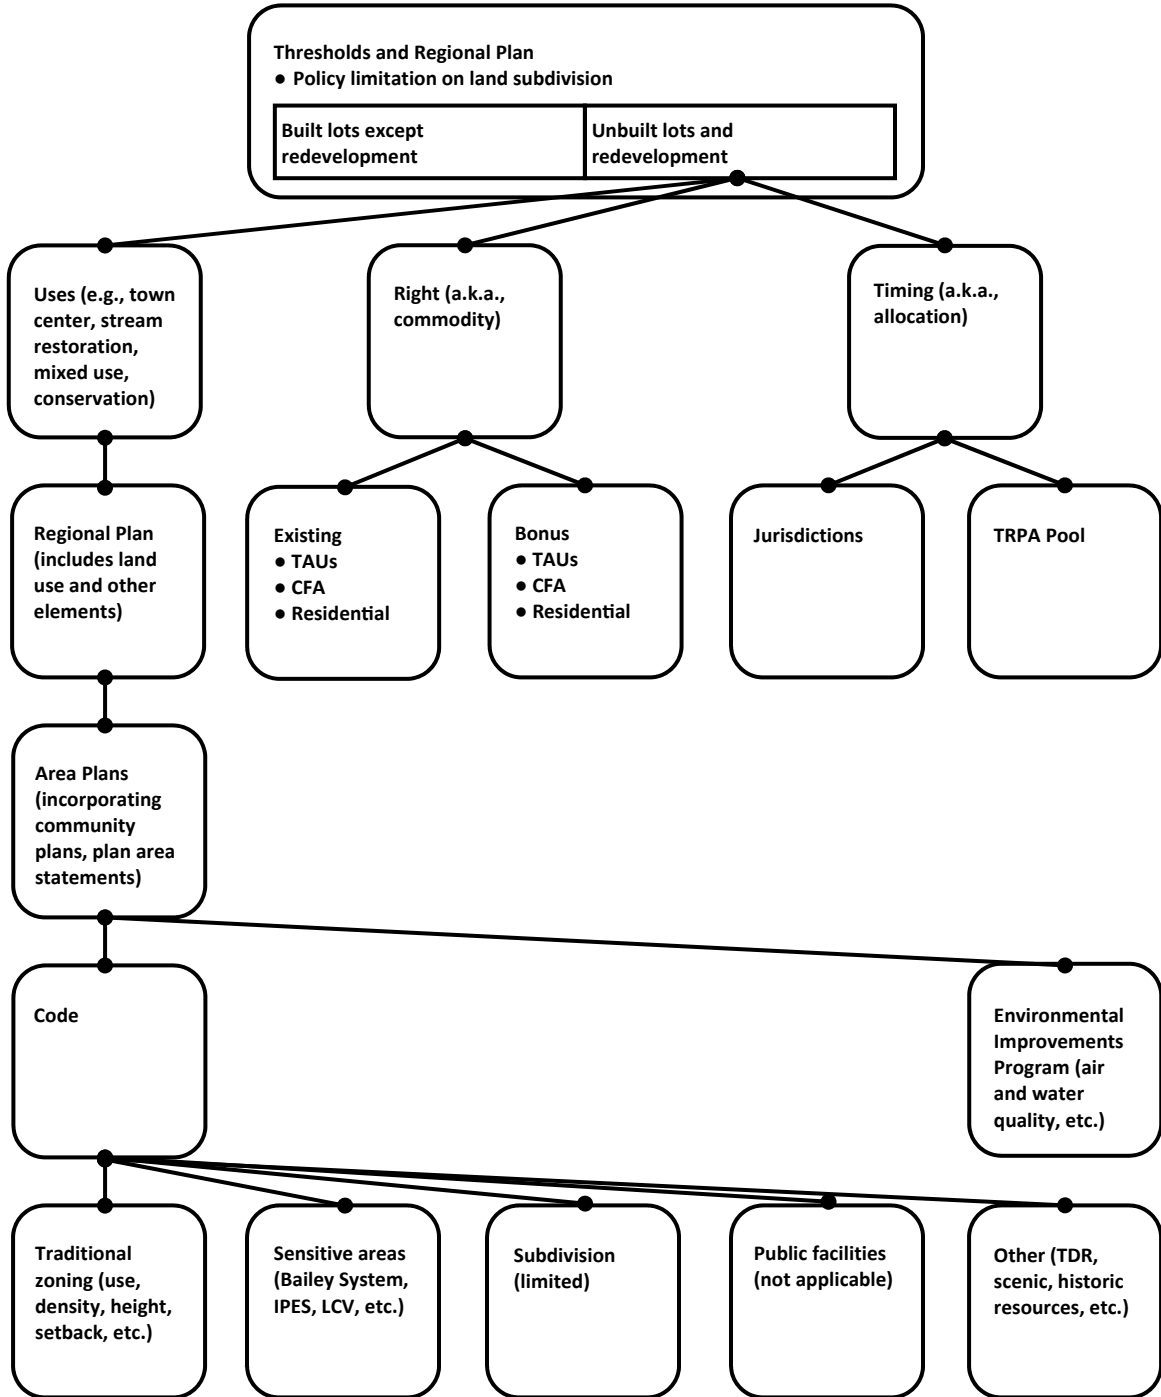 Thresholds and Regional Plan
● Policy limitation on land subdivision
Built lots except
redevelopment
Unbuilt lots and
redevelopment
Uses (e.g., town
center, stream
restoration,
mixed use,
conservation)
Right (a.k.a.,
commodity)
Timing (a.k.a.,
allocation)
Regional Plan
(includes land
use and other
elements)
Existing
● TAUs
● CFA
● Residential
Bonus
● TAUs
● CFA
● Residential
Jurisdictions
TRPA Pool
Area Plans
(incorporating
community
plans, plan area
statements)
Code
Environmental
Improvements
Program (air
and water
quality, etc.)
Traditional
zoning (use,
density, height,
setback, etc.)
Sensitive areas
(Bailey System,
IPES, LCV, etc.)
Subdivision
(limited)
Public facilities
(not applicable)
Other (TDR,
scenic, historic
resources, etc.)